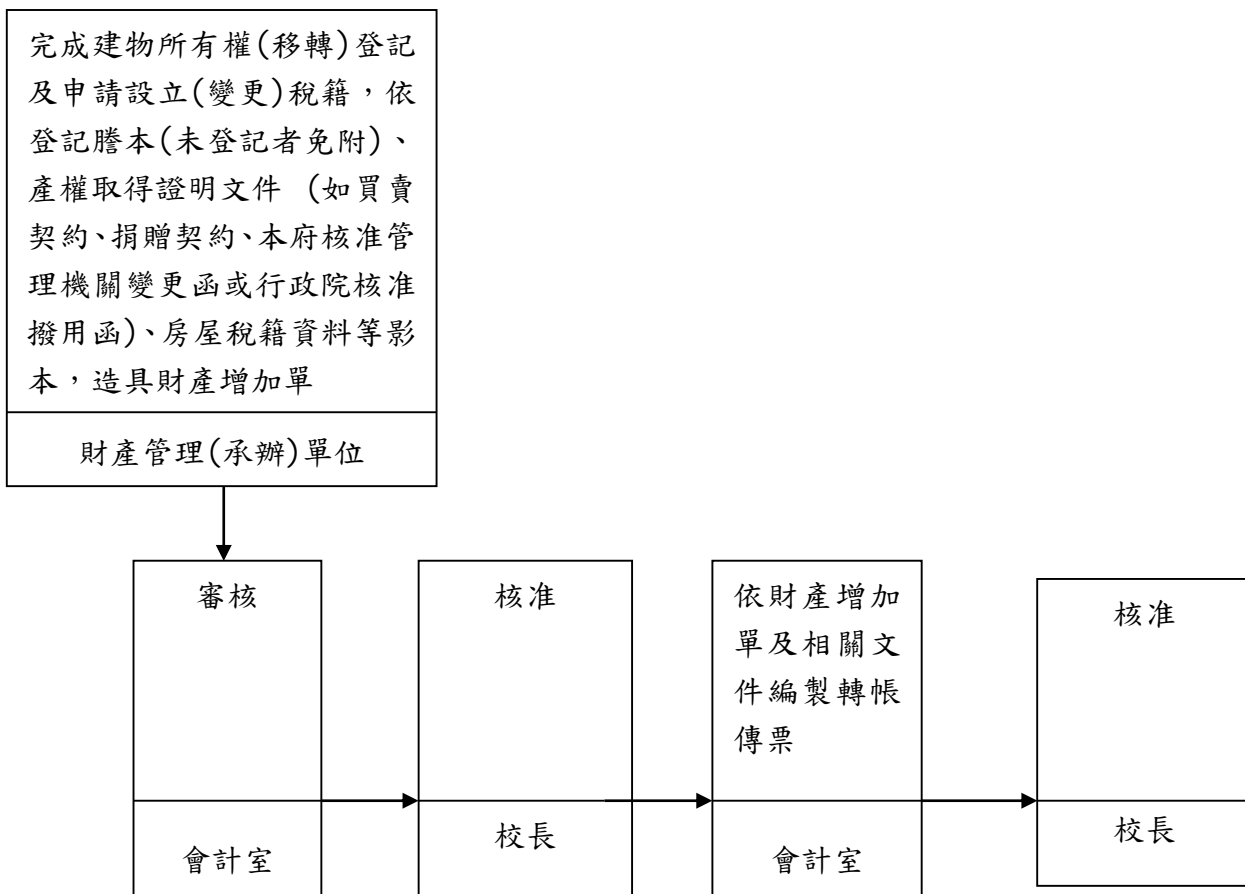 完成建物所有權(移轉)登記
及申請設立(變更)稅籍，依
登記謄本(未登記者免附)、
產權取得證明文件 (如買賣
契約、捐贈契約、本府核准管
理機關變更函或行政院核准
撥用函)、房屋稅籍資料等影
本，造具財產增加單
財產管理(承辦)單位
審核
會計室
核准
校長
依財產增加
單及相關文
件編製轉帳
傳票
會計室
核准
校長